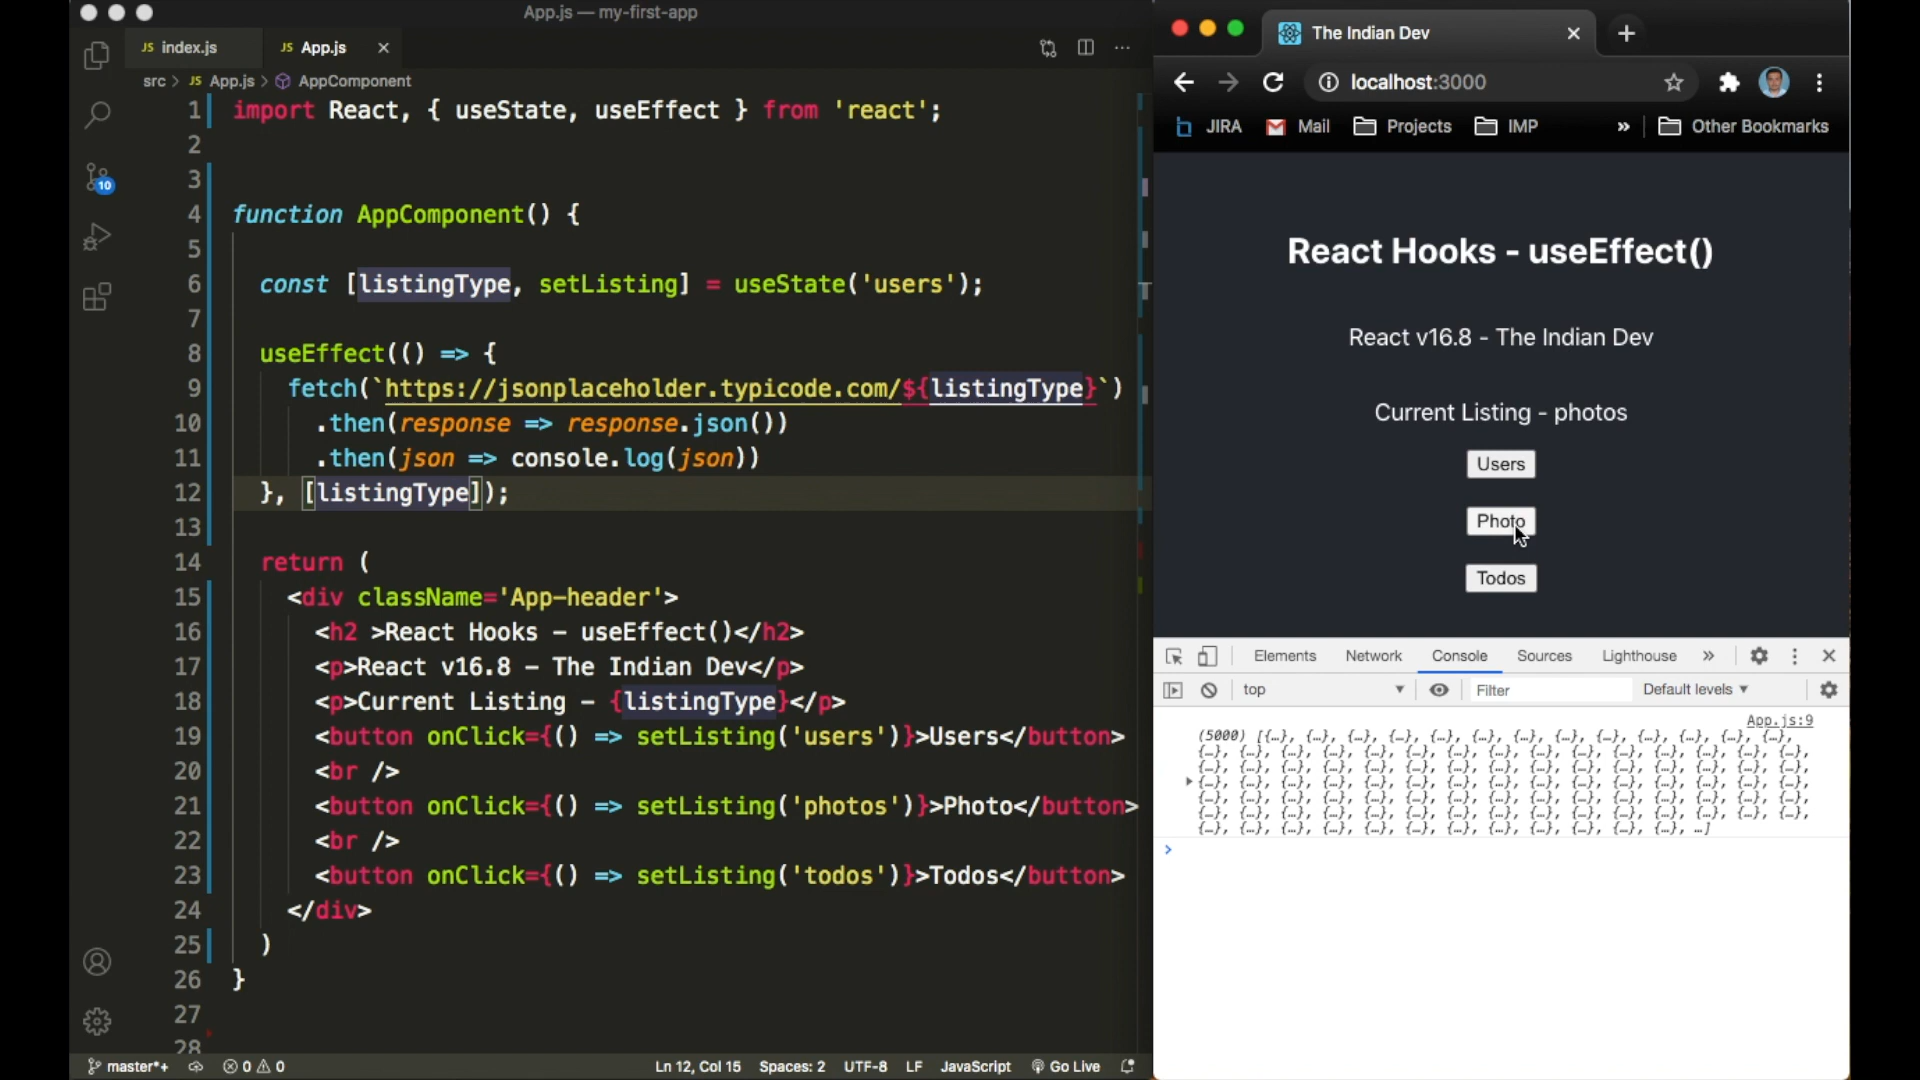 App.js — my-first-app
JS index.js
JS App.js
src > JS App.js > AppComponent
1 import React, { useState, useEffect } from 'react';
2
3
4 function AppComponent() {
5
6 const [listingType, setListing] = useState('users');
7
8 useEffect(() => {
9 fetch(`https://jsonplaceholder.typicode.com/${listingType}`)
10 .then(response => response.json())
11 .then(json => console.log(json))
12 }, [listingType]);
13
14 return (
15 <div className='App-header'>
16 <h2 >React Hooks - useEffect()</h2>
17 <p>React v16.8 - The Indian Dev</p>
18 <p>Current Listing - {listingType}</p>
19 <button onClick={() => setListing('users')}>Users</button>
20 <br />
21 <button onClick={() => setListing('photos')}>Photo</button>
22 <br />
23 <button onClick={() => setListing('todos')}>Todos</button>
24 </div>
25 )
26 }
27
28
10
master*+ 0 0 Ln 12, Col 15 Spaces: 2 UTF-8 LF JavaScript Go Live
The Indian Dev
localhost:3000
JIRA Mail Projects IMP » Other Bookmarks
React Hooks - useEffect()
React v16.8 - The Indian Dev
Current Listing - photos
Users
Photo
Todos
Elements Network Console Sources Lighthouse »
top Filter Default levels
App.js:9
(5000) [{…}, {…}, {…}, {…}, {…}, {…}, {…}, {…}, {…}, {…}, {…}, {…}, {…},
{…}, {…}, {…}, {…}, {…}, {…}, {…}, {…}, {…}, {…}, {…}, {…}, {…}, {…}, {…},
{…}, {…}, {…}, {…}, {…}, {…}, {…}, {…}, {…}, {…}, {…}, {…}, {…}, {…}, {…},
{…}, {…}, {…}, {…}, {…}, {…}, {…}, {…}, {…}, {…}, {…}, {…}, {…}, {…}, {…},
{…}, {…}, {…}, {…}, {…}, {…}, {…}, {…}, {…}, {…}, {…}, {…}, {…}, {…}, {…},
{…}, {…}, {…}, {…}, {…}, {…}, {…}, {…}, {…}, {…}, {…}, {…}, {…}, {…}, {…},
{…}, {…}, {…}, {…}, {…}, {…}, {…}, {…}, {…}, {…}, {…}, {…}, …]